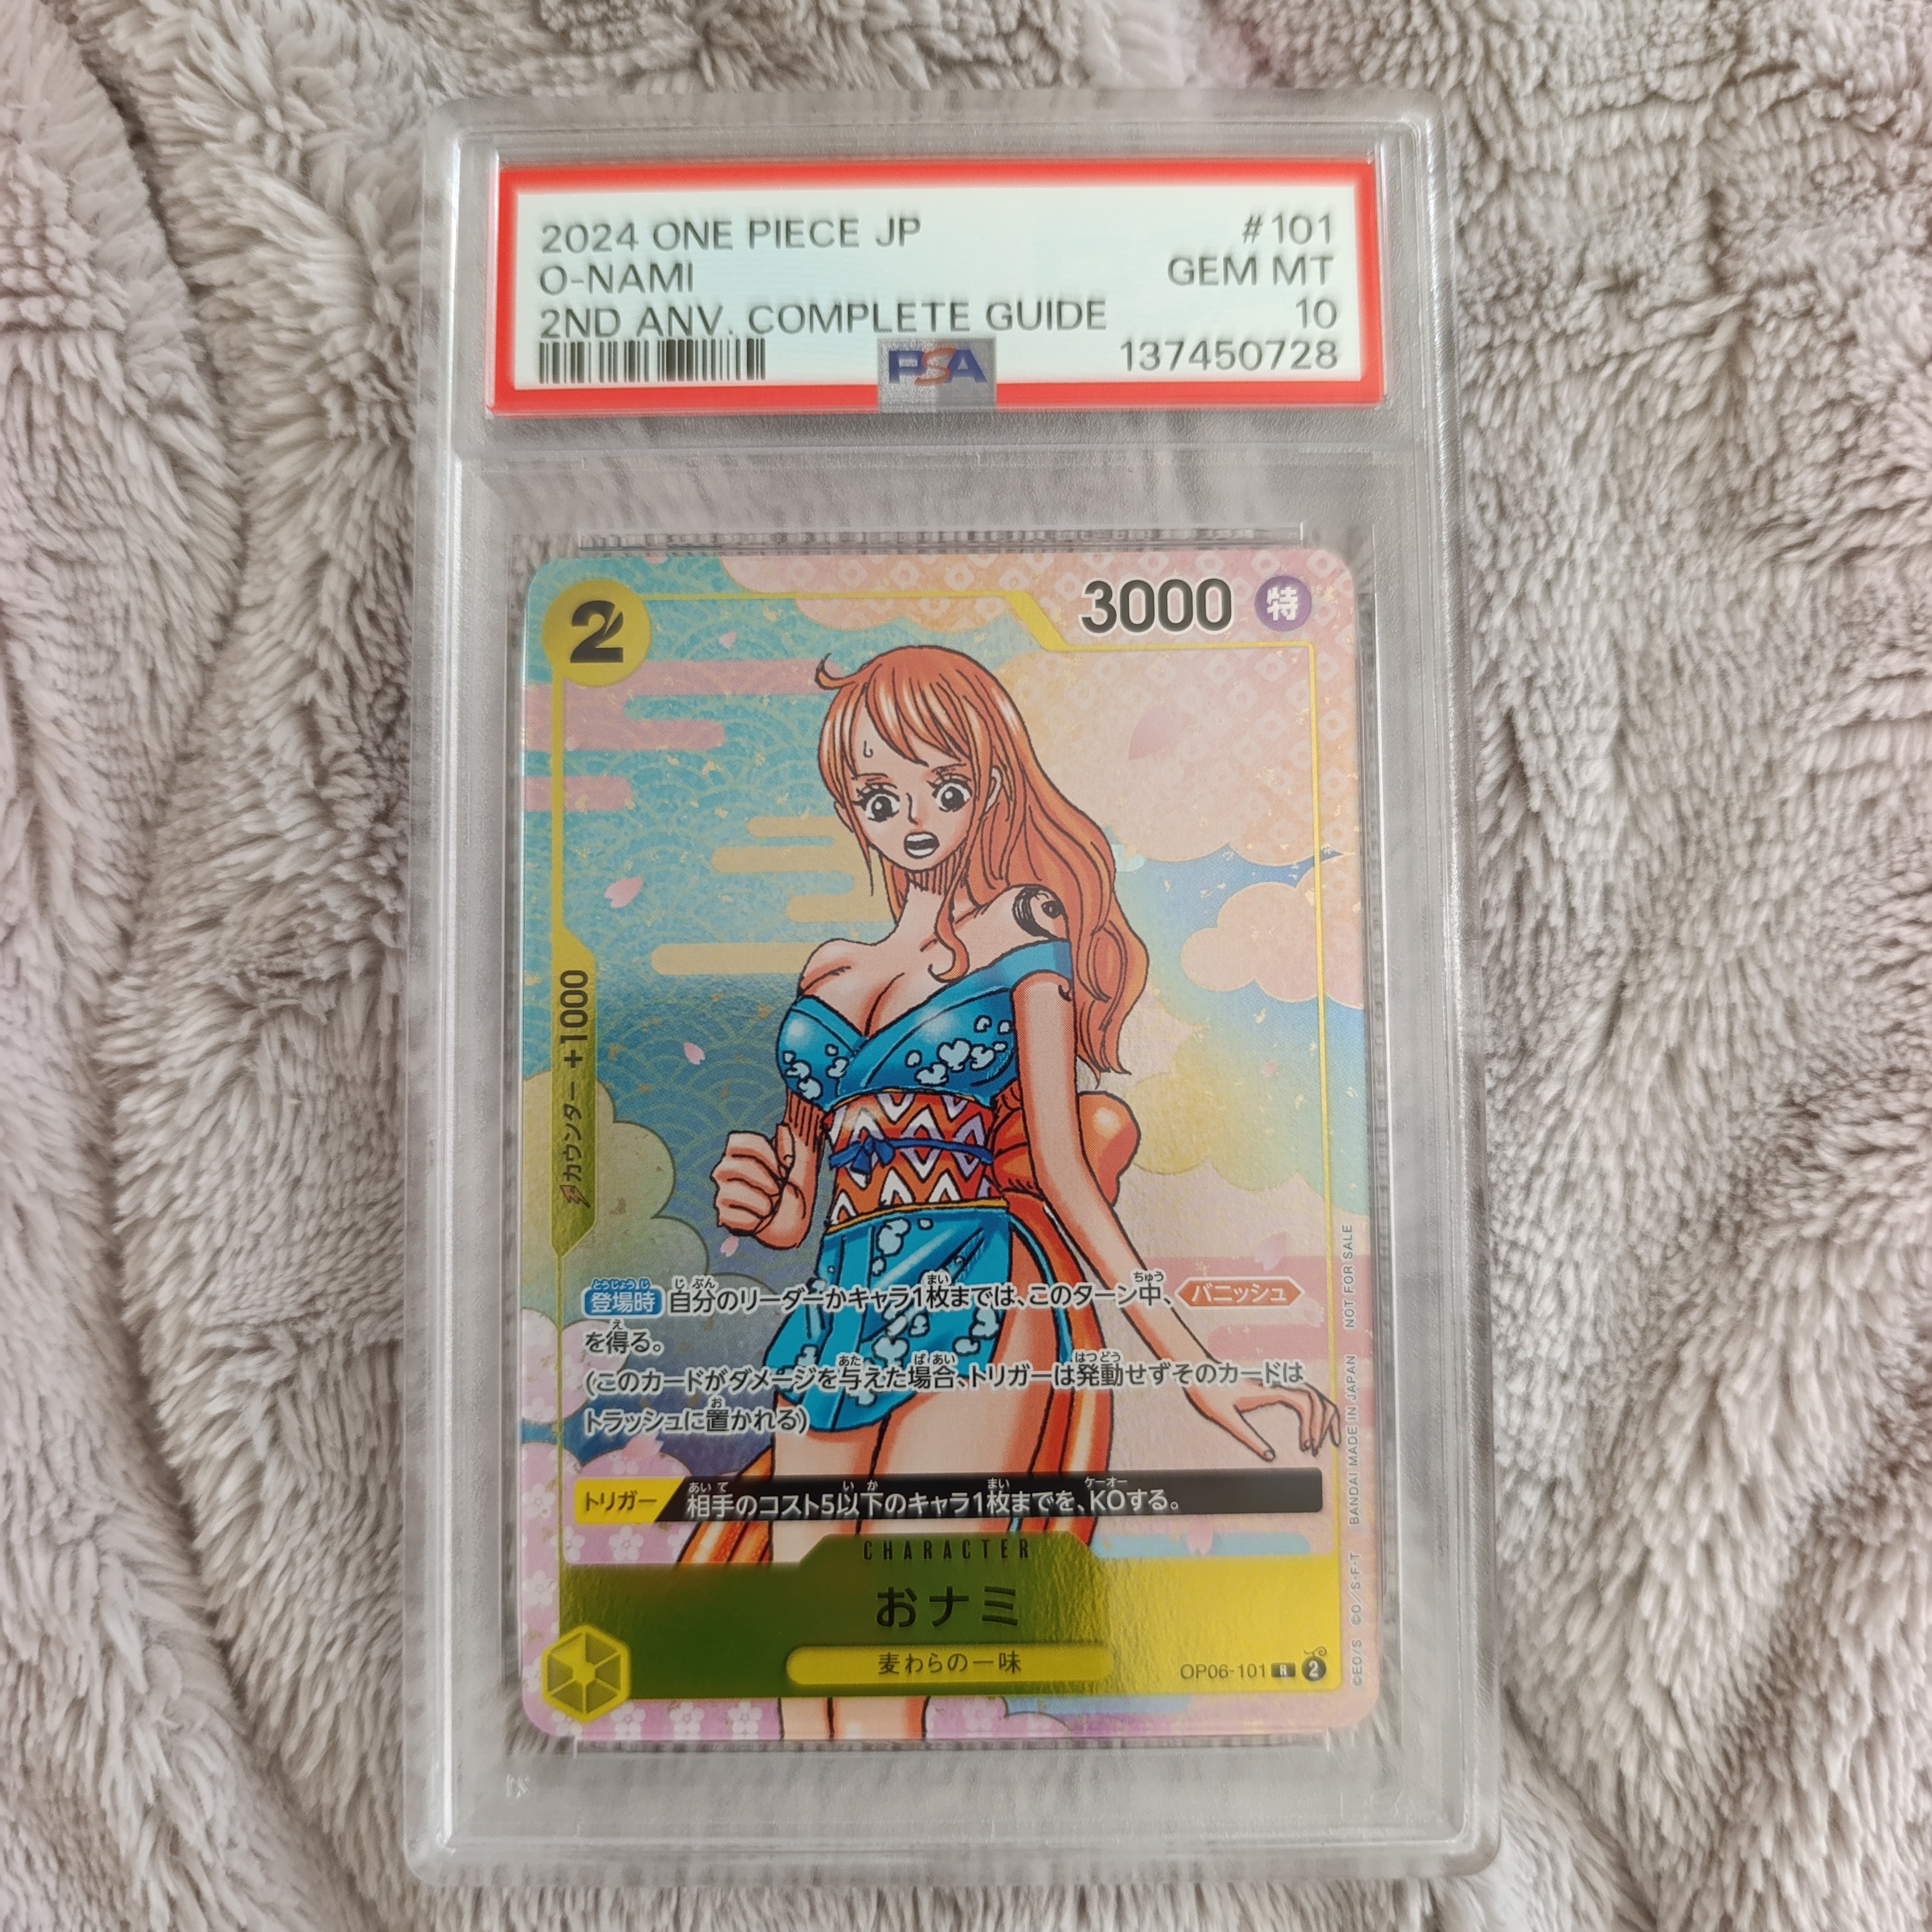 2024 ONE PIECE JP #101
O-NAMI GEM MT
2ND ANV. COMPLETE GUIDE 10
PSA 137450728
2 3000 特
カウンター +1000
登場時 自分のリーダーかキャラ1枚までは、このターン中、バニッシュ
を得る。
(このカードがダメージを与えた場合、トリガーは発動せずそのカードは
トラッシュに置かれる)
トリガー 相手のコスト5以下のキャラ1枚までを、KOする。
CHARACTER
おナミ
麦わらの一味
OP06-101 R 2
©EO/S ©O/S·F·T BANDAI MADE IN JAPAN NOT FOR SALE